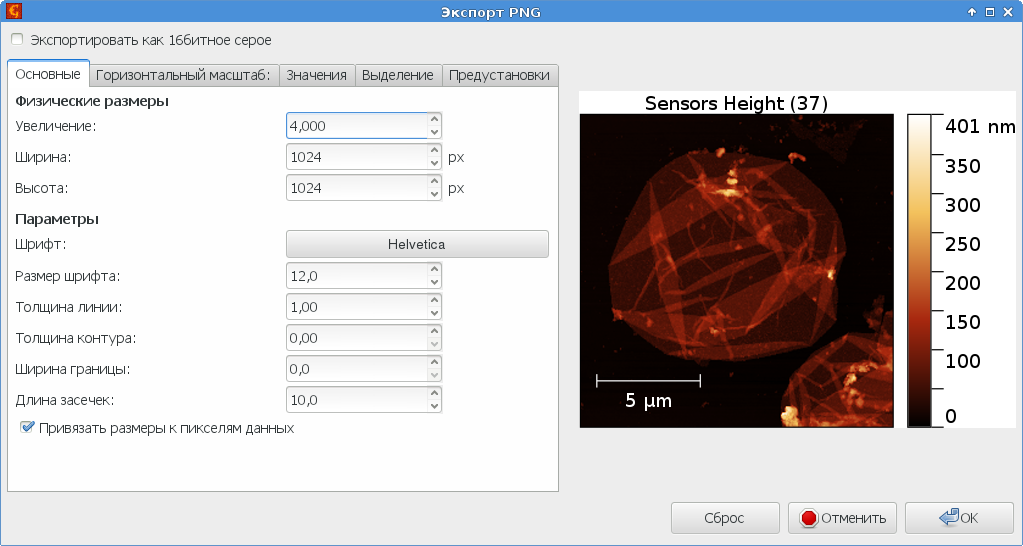 Экспорт PNG
Экспортировать как 16битное серое
Основные Горизонтальный масштаб: Значения Выделение Предустановки
Физические размеры
Увеличение: 4,000
Ширина: 1024 px
Высота: 1024 px
Параметры
Шрифт: Helvetica
Размер шрифта: 12,0
Толщина линии: 1,00
Толщина контура: 0,00
Ширина границы: 0,0
Длина засечек: 10,0
Привязать размеры к пикселям данных
Sensors Height (37)
401 nm
350
300
250
200
150
100
0
5 µm
Сброс Отменить OK